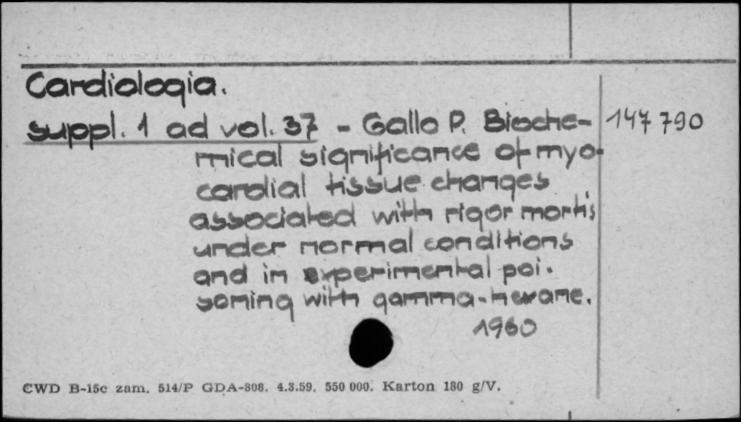 Cardiologia.
suppl. 1 ad vol. 37 - Gallo P. Bioche- 147 790
mical significance of myo-
cardial tissue changes
associated with rigor mortis
under normal conditions
and in experimental poi-
soning with gamma-hexane.
1960
CWD B-15c zam. 514/P GDA-808. 4.3.59. 550 000. Karton 180 g/V.